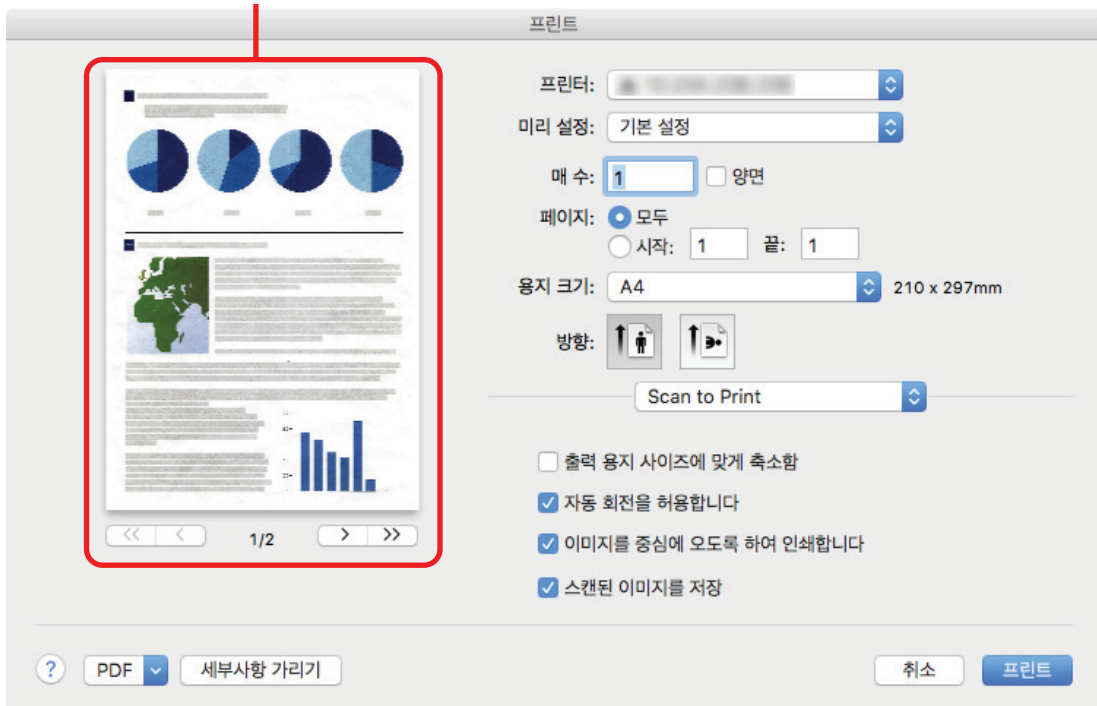 프린트
프린터:
미리 설정: 기본 설정
매 수: 1 양면
페이지: 모두
시작: 1 끝: 1
용지 크기: A4 210 x 297mm
방향:
Scan to Print
출력 용지 사이즈에 맞게 축소함
자동 회전을 허용합니다
이미지를 중심에 오도록 하여 인쇄합니다
스캔된 이미지를 저장
<< < 1/2 > >>
? PDF 세부사항 가리기 취소 프린트